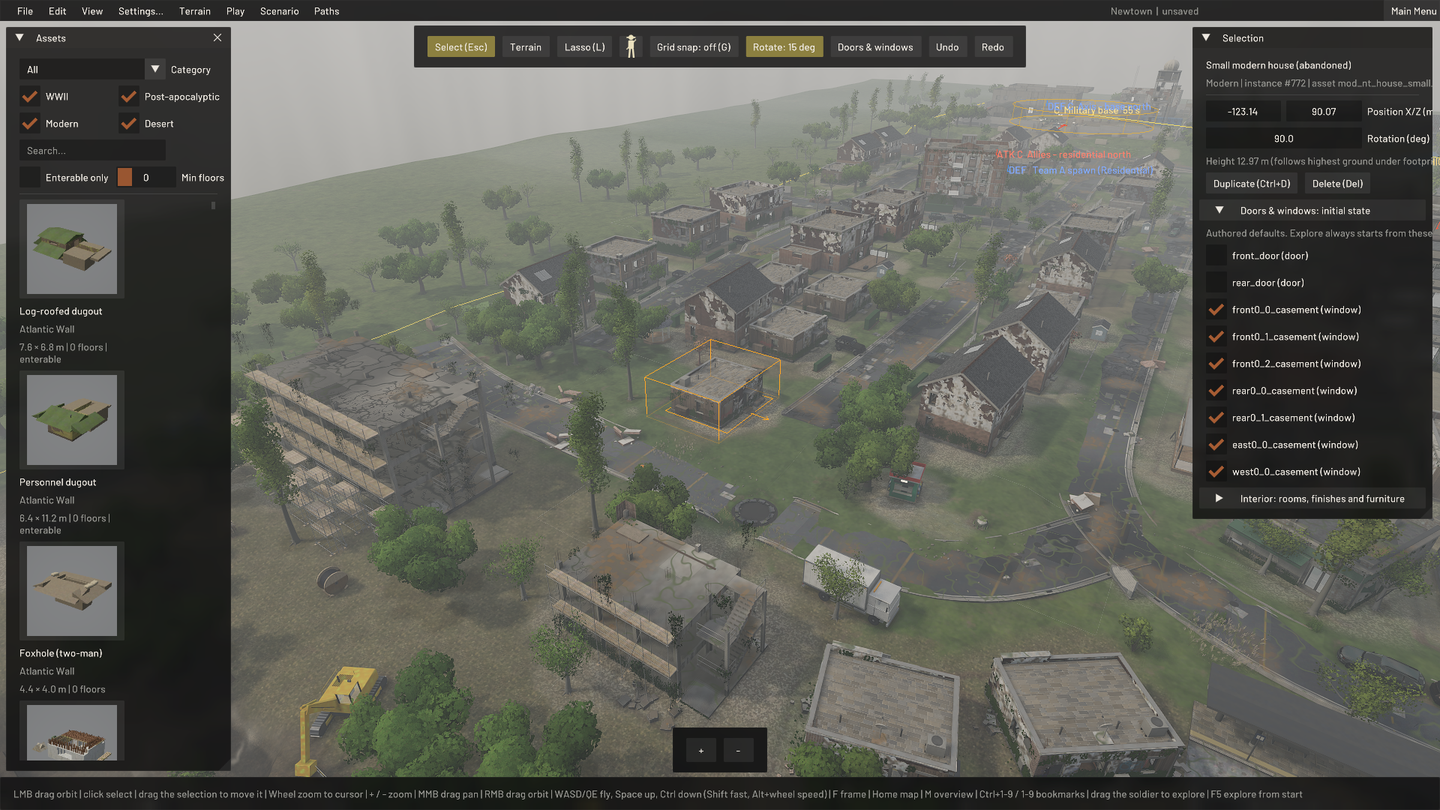 File Edit View Settings... Terrain Play Scenario Paths
Newtown | unsaved
Main Menu
Assets
All
Category
WWII
Post-apocalyptic
Modern
Desert
Search...
Enterable only
0
Min floors
Log-roofed dugout
Atlantic Wall
7.6 × 6.8 m | 0 floors |
enterable
Personnel dugout
Atlantic Wall
6.4 × 11.2 m | 0 floors |
enterable
Foxhole (two-man)
Atlantic Wall
4.4 × 4.0 m | 0 floors
Select (Esc)
Terrain
Lasso (L)
Grid snap: off (G)
Rotate: 15 deg
Doors & windows
Undo
Redo
C Military base 55 s
ATK C Allies - residential north
DEF Team A spawn (Residential)
+
-
Selection
Small modern house (abandoned)
Modern | instance #772 | asset mod_nt_house_small
-123.14
90.07
Position X/Z (m
90.0
Rotation (deg)
Height 12.97 m (follows highest ground under footpri
Duplicate (Ctrl+D)
Delete (Del)
Doors & windows: initial state
Authored defaults. Explore always starts from these
front_door (door)
rear_door (door)
front0_0_casement (window)
front0_1_casement (window)
front0_2_casement (window)
rear0_0_casement (window)
rear0_1_casement (window)
east0_0_casement (window)
west0_0_casement (window)
Interior: rooms, finishes and furniture
LMB drag orbit | click select | drag the selection to move it | Wheel zoom to cursor | + / - zoom | MMB drag pan | RMB drag orbit | WASD/QE fly, Space up, Ctrl down (Shift fast, Alt+wheel speed) | F frame | Home map | M overview | Ctrl+1-9 / 1-9 bookmarks | drag the soldier to explore | F5 explore from start